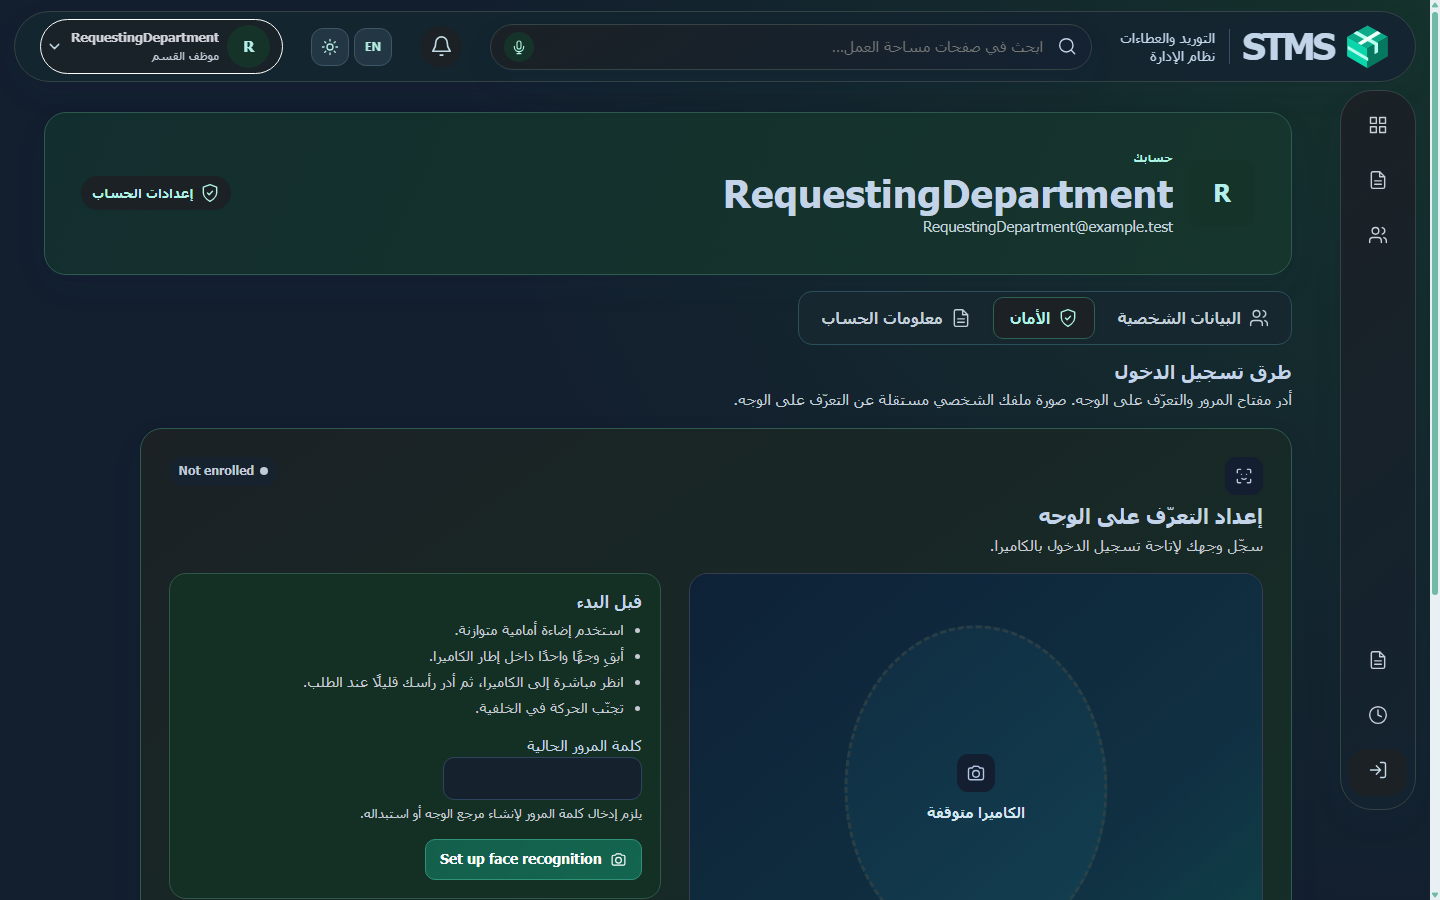 STMS
التوريد والعطاءات
نظام الإدارة
ابحث في صفحات مساحة العمل...
EN
R
RequestingDepartment
موظف القسم
حسابك
RequestingDepartment
RequestingDepartment@example.test
R
إعدادات الحساب
البيانات الشخصية
الأمان
معلومات الحساب
طرق تسجيل الدخول
أدر مفتاح المرور والتعرّف على الوجه. صورة ملفك الشخصي مستقلة عن التعرّف على الوجه.
Not enrolled
إعداد التعرّف على الوجه
سجّل وجهك لإتاحة تسجيل الدخول بالكاميرا.
الكاميرا متوقفة
قبل البدء
استخدم إضاءة أمامية متوازنة.
أبقِ وجهًا واحدًا داخل إطار الكاميرا.
انظر مباشرة إلى الكاميرا، ثم أدر رأسك قليلًا عند الطلب.
تجنّب الحركة في الخلفية.
كلمة المرور الحالية
يلزم إدخال كلمة المرور لإنشاء مرجع الوجه أو استبداله.
Set up face recognition